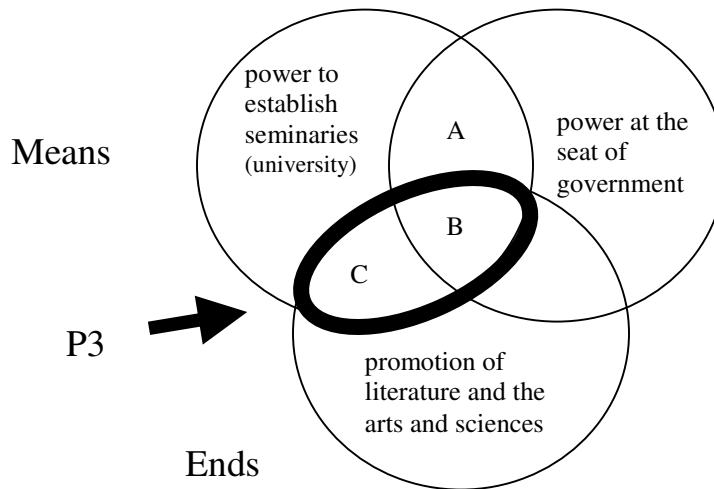 power to
establish
seminaries
(university)
A
power at the
seat of
government
Means
B
C
P3
promotion of
literature and the
arts and sciences
Ends